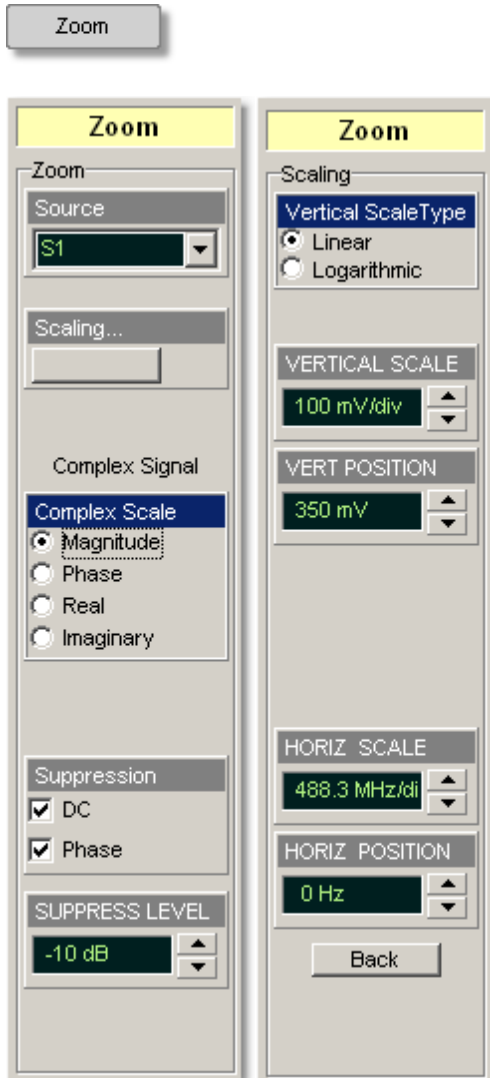 Zoom
Zoom
Zoom
Source
S1
Scaling...
Complex Signal
Complex Scale
Magnitude
Phase
Real
Imaginary
Suppression
DC
Phase
SUPPRESS LEVEL
-10 dB
Zoom
Scaling
Vertical ScaleType
Linear
Logarithmic
VERTICAL SCALE
100 mV/div
VERT POSITION
350 mV
HORIZ SCALE
488.3 MHz/di
HORIZ POSITION
0 Hz
Back